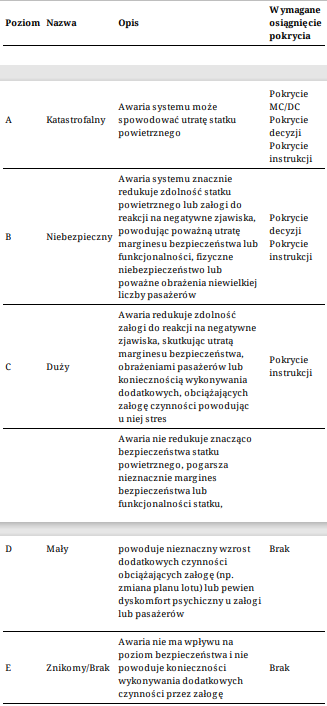 Wymagane
Poziom Nazwa Opis osiągnięcie
pokrycia
Pokrycie
Awaria systemu może MC/DC
A Katastrofalny spowodować utratę statku Pokrycie
powietrznego decyzji
Pokrycie
instrukcji
Awaria systemu znacznie
redukuje zdolność statku
powietrznego lub załogi do
reakcji na negatywne zjawiska, Pokrycie
B Niebezpieczny powodując poważną utratę decyzji
marginesu bezpieczeństwa lub Pokrycie
funkcjonalności, fizyczne instrukcji
niebezpieczeństwo lub
poważne obrażenia niewielkiej
liczby pasażerów
Awaria redukuje zdolność
załogi do reakcji na negatywne
zjawiska, skutkując utratą
marginesu bezpieczeństwa, Pokrycie
C Duży obrażeniami pasażerów lub instrukcji
koniecznością wykonywania
dodatkowych, obciążających
załogę czynności powodując
u niej stres
Awaria nie redukuje znacząco
bezpieczeństwa statku
powietrznego, pogarsza
nieznacznie margines
bezpieczeństwa lub
funkcjonalności statku,
D Mały powoduje nieznaczny wzrost Brak
dodatkowych czynności
obciążających załogę (np.
zmiana planu lotu) lub pewien
dyskomfort psychiczny u załogi
lub pasażerów
Awaria nie ma wpływu na
poziom bezpieczeństwa i nie
E Znikomy/Brak powoduje konieczności Brak
wykonywania dodatkowych
czynności przez załogę